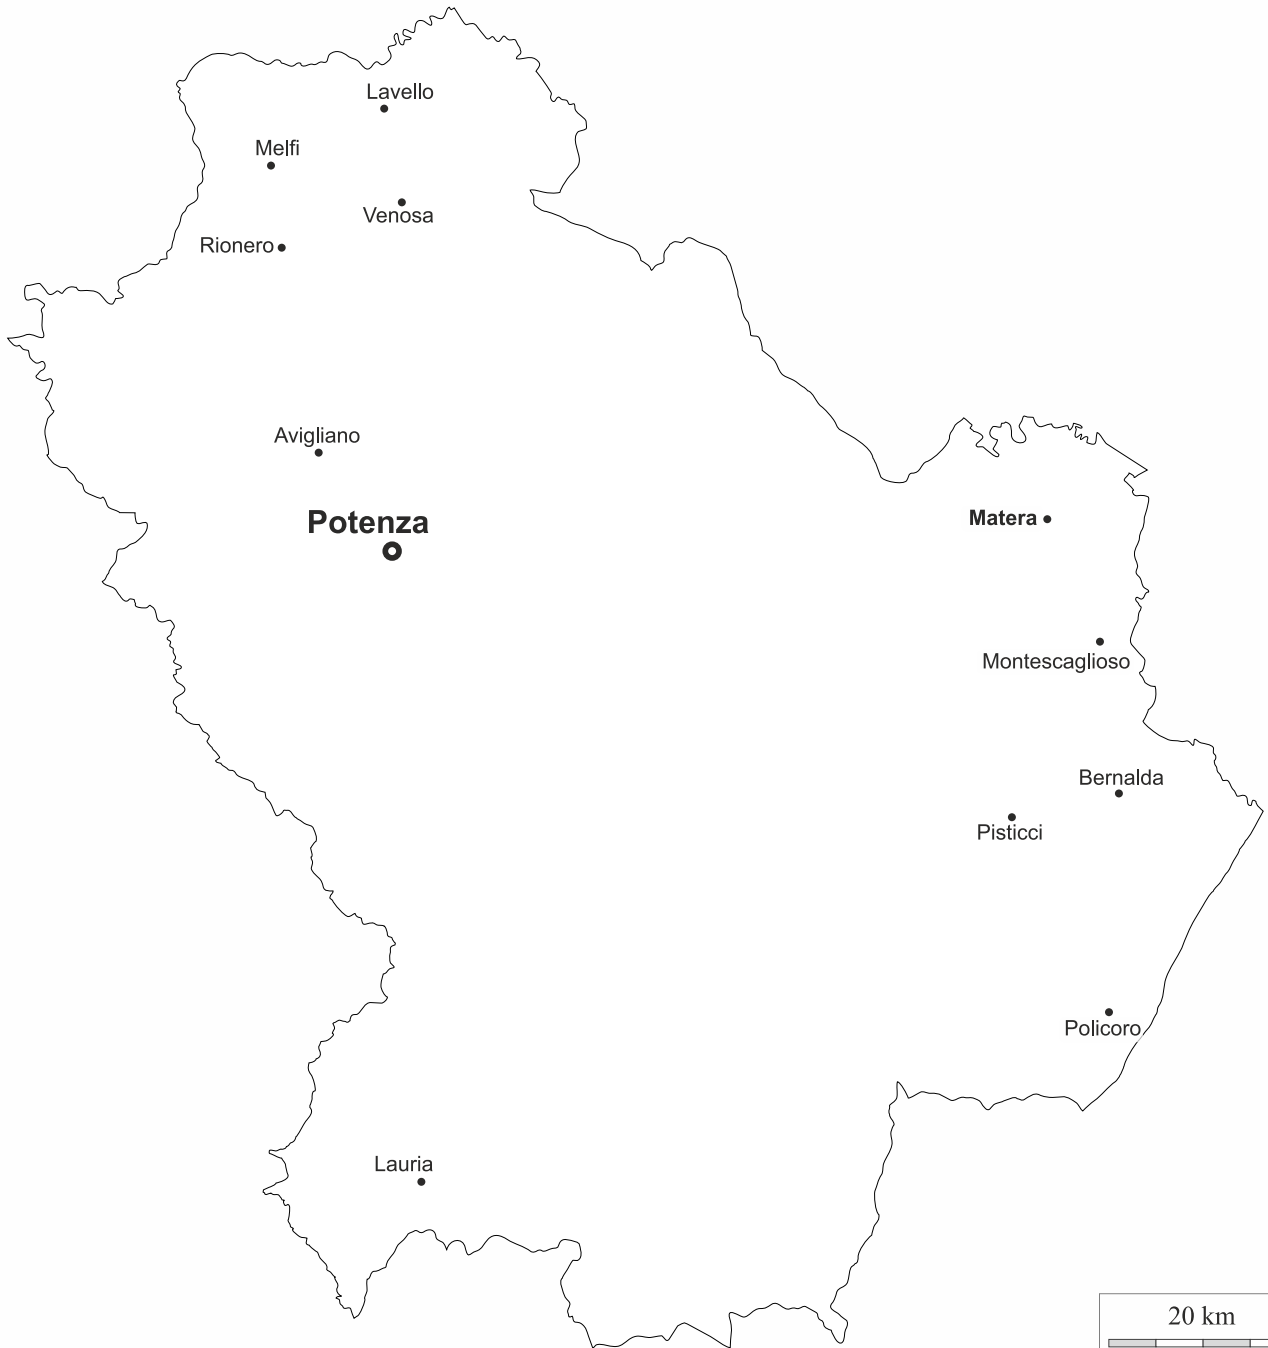 Lavello
Melfi
Venosa
Rionero
Avigliano
Potenza
Matera
Montescaglioso
Bernalda
Pisticci
Policoro
Lauria
20 km